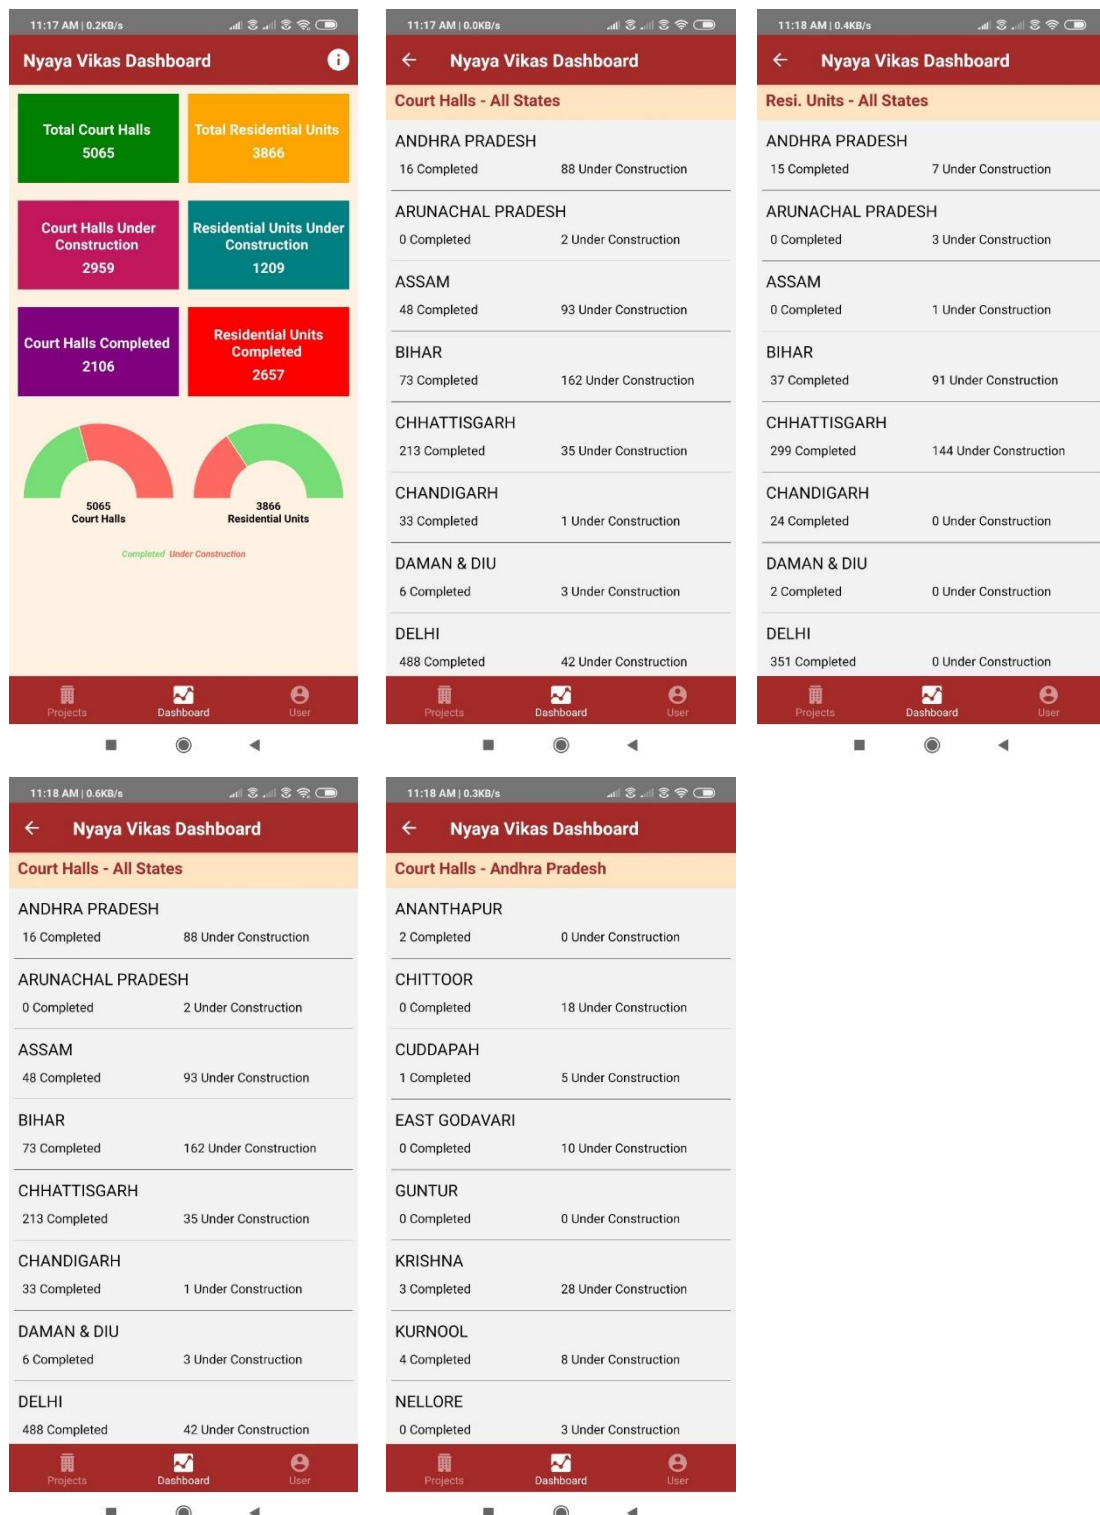 11:17 AM | 0.2KB/s
Nyaya Vikas Dashboard
Total Court Halls
5065
Total Residential Units
3866
Court Halls Under
Construction
2959
Residential Units Under
Construction
1209
Court Halls Completed
2106
Residential Units
Completed
2657
5065
Court Halls
3866
Residential Units
Completed Under Construction
Projects
Dashboard
User
11:17 AM | 0.0KB/s
Nyaya Vikas Dashboard
Court Halls - All States
ANDHRA PRADESH
16 Completed 88 Under Construction
ARUNACHAL PRADESH
0 Completed 2 Under Construction
ASSAM
48 Completed 93 Under Construction
BIHAR
73 Completed 162 Under Construction
CHHATTISGARH
213 Completed 35 Under Construction
CHANDIGARH
33 Completed 1 Under Construction
DAMAN & DIU
6 Completed 3 Under Construction
DELHI
488 Completed 42 Under Construction
Projects
Dashboard
User
11:18 AM | 0.4KB/s
Nyaya Vikas Dashboard
Resi. Units - All States
ANDHRA PRADESH
15 Completed 7 Under Construction
ARUNACHAL PRADESH
0 Completed 3 Under Construction
ASSAM
0 Completed 1 Under Construction
BIHAR
37 Completed 91 Under Construction
CHHATTISGARH
299 Completed 144 Under Construction
CHANDIGARH
24 Completed 0 Under Construction
DAMAN & DIU
2 Completed 0 Under Construction
DELHI
351 Completed 0 Under Construction
Projects
Dashboard
User
11:18 AM | 0.6KB/s
Nyaya Vikas Dashboard
Court Halls - All States
ANDHRA PRADESH
16 Completed 88 Under Construction
ARUNACHAL PRADESH
0 Completed 2 Under Construction
ASSAM
48 Completed 93 Under Construction
BIHAR
73 Completed 162 Under Construction
CHHATTISGARH
213 Completed 35 Under Construction
CHANDIGARH
33 Completed 1 Under Construction
DAMAN & DIU
6 Completed 3 Under Construction
DELHI
488 Completed 42 Under Construction
Projects
Dashboard
User
11:18 AM | 0.3KB/s
Nyaya Vikas Dashboard
Court Halls - Andhra Pradesh
ANANTHAPUR
2 Completed 0 Under Construction
CHITTOOR
0 Completed 18 Under Construction
CUDDAPAH
1 Completed 5 Under Construction
EAST GODAVARI
0 Completed 10 Under Construction
GUNTUR
0 Completed 0 Under Construction
KRISHNA
3 Completed 28 Under Construction
KURNOOL
4 Completed 8 Under Construction
NELLORE
0 Completed 3 Under Construction
Projects
Dashboard
User